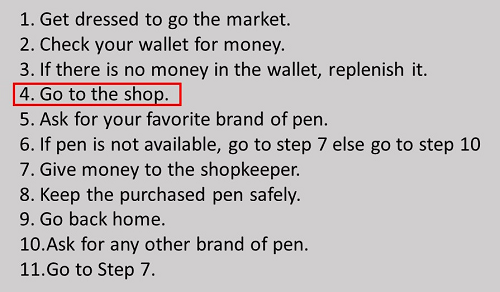 1. Get dressed to go the market.
2. Check your wallet for money.
3. If there is no money in the wallet, replenish it.
4. Go to the shop.
5. Ask for your favorite brand of pen.
6. If pen is not available, go to step 7 else go to step 10
7. Give money to the shopkeeper.
8. Keep the purchased pen safely.
9. Go back home.
10.Ask for any other brand of pen.
11.Go to Step 7.